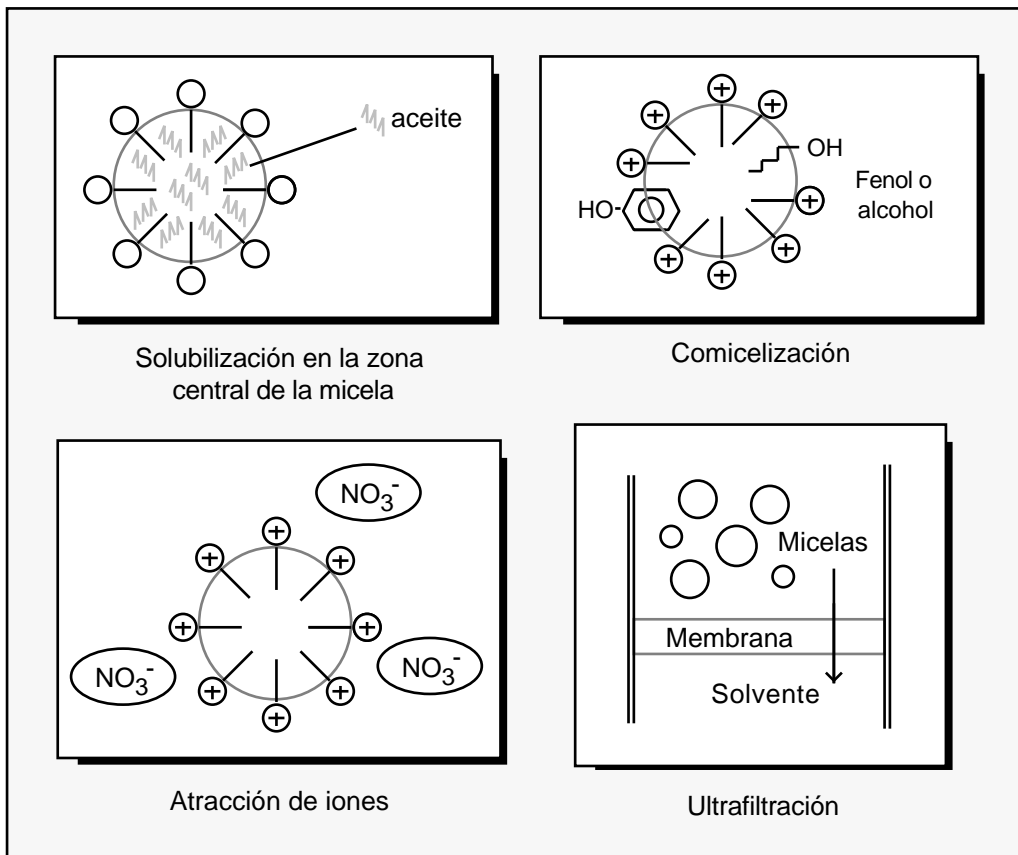 aceite
Solubilización en la zona
central de la micela
OH
HO-
Fenol o
alcohol
+ + + + + + + +
Comicelización
NO3-
NO3-
NO3-
+ + + + + + + +
Atracción de iones
Micelas
Membrana
Solvente
Ultrafiltración